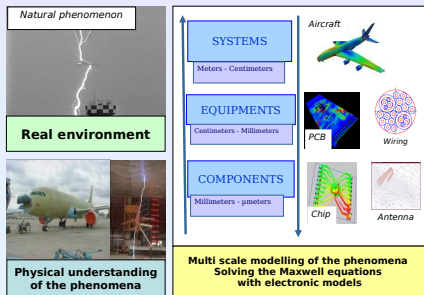 Natural phenomenon
Real environment
Physical understanding
of the phenomena
SYSTEMS
Meters - Centimeters
EQUIPMENTS
Centimeters - Millimeters
COMPONENTS
Millimeters - µmeters
Aircraft
PCB
Wiring
Chip
Antenna
Multi scale modelling of the phenomena
Solving the Maxwell equations
with electronic models